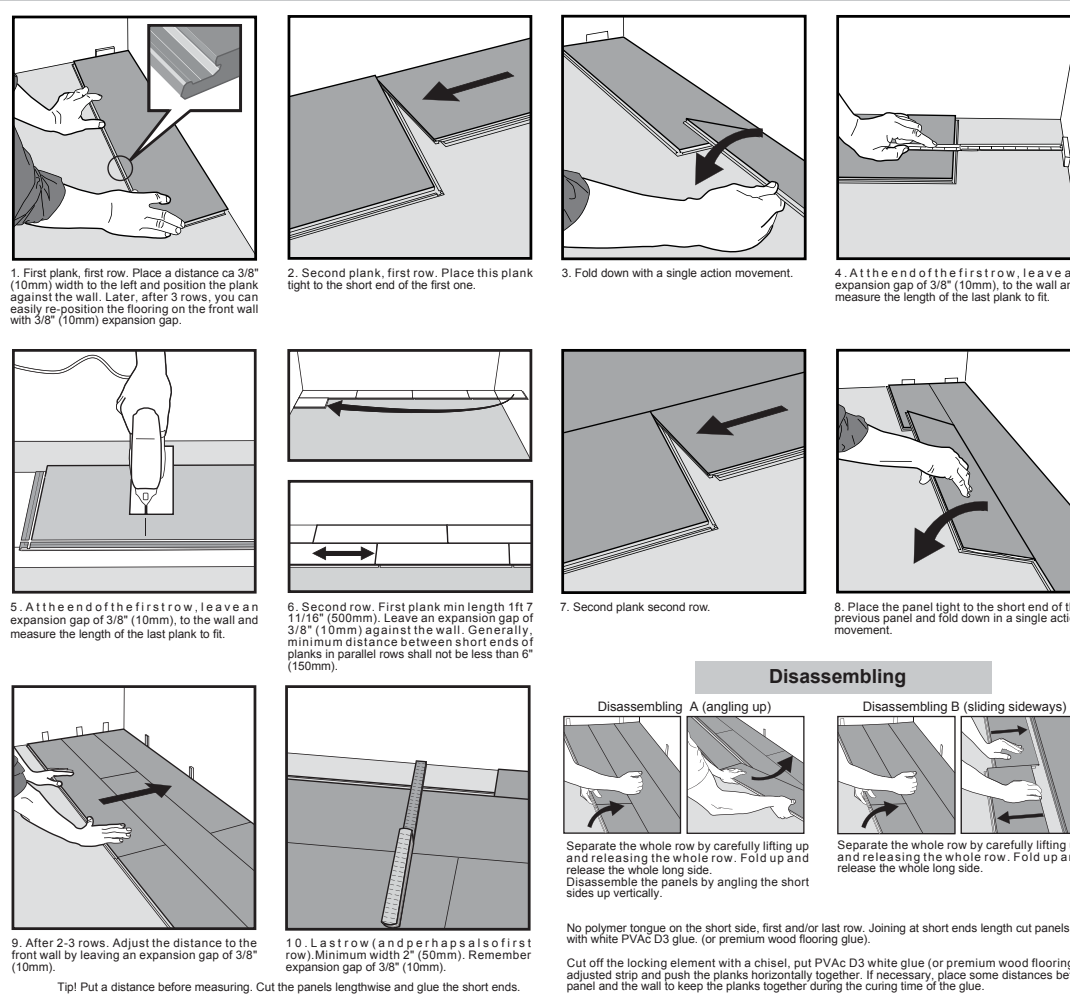 1. First plank, first row. Place a distance ca 3/8"
(10mm) width to the left and position the plank
against the wall. Later, after 3 rows, you can
easily re-position the flooring on the front wall
with 3/8" (10mm) expansion gap.
2. Second plank, first row. Place this plank
tight to the short end of the first one.
3. Fold down with a single action movement.
4. At the end of the first row, leave
expansion gap of 3/8" (10mm), to the wall
measure the length of the last plank to fit.
5. At the end of the first row, leave an
expansion gap of 3/8" (10mm), to the wall and
measure the length of the last plank to fit.
6. Second row. First plank min length 1ft 7
11/16" (500mm). Leave an expansion gap of
3/8" (10mm) against the wall. Generally,
minimum distance between short ends of
planks in parallel rows shall not be less than 6"
(150mm).
7. Second plank second row.
8. Place the panel tight to the short end of
previous panel and fold down in a single
movement.
9. After 2-3 rows. Adjust the distance to the
front wall by leaving an expansion gap of 3/8"
(10mm).
10. Last row (and perhaps also first
row).Minimum width 2" (50mm). Remember
expansion gap of 3/8" (10mm).
Tip! Put a distance before measuring. Cut the panels lengthwise and glue the short ends.
Disassembling
Disassembling A (angling up)
Separate the whole row by carefully lifting up
and releasing the whole row. Fold up and
release the whole long side.
Disassemble the panels by angling the short
sides up vertically.
Disassembling B (sliding sideways)
Separate the whole row by carefully lifting
and releasing the whole row. Fold up
release the whole long side.
No polymer tongue on the short side, first and/or last row. Joining at short ends length cut panels
with white PVAc D3 glue. (or premium wood flooring glue).
Cut off the locking element with a chisel, put PVAc D3 white glue (or premium wood flooring
adjusted strip and push the planks horizontally together. If necessary, place some distances
panel and the wall to keep the planks together during the curing time of the glue.